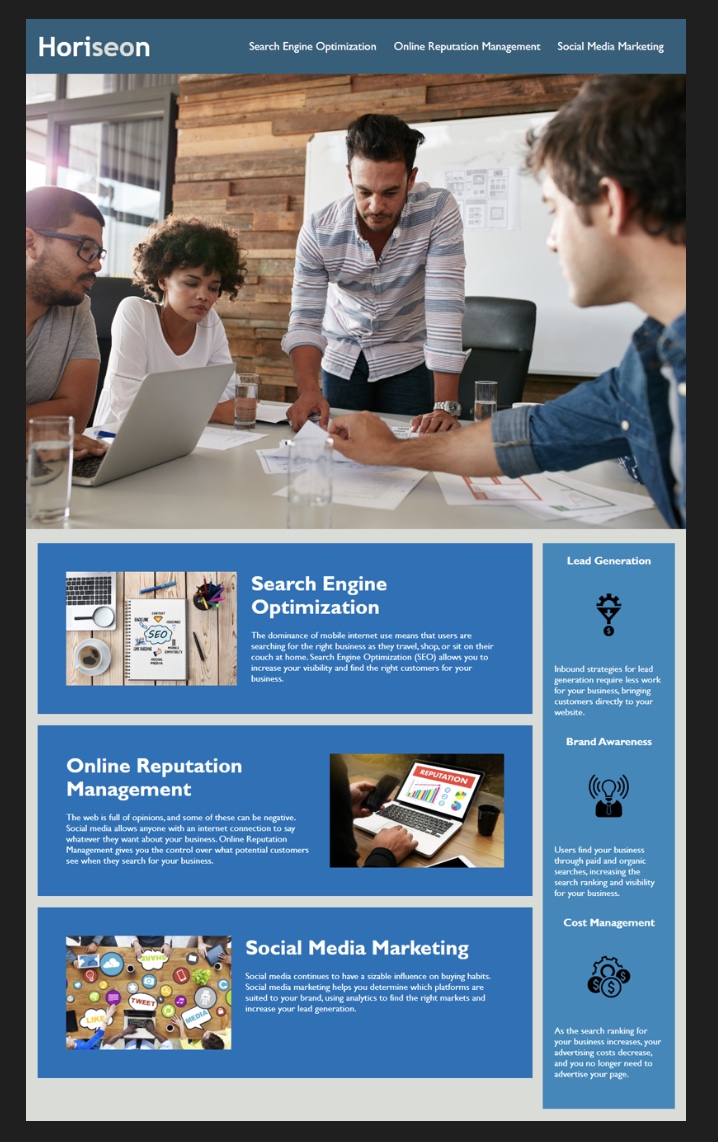 Horiseon
Search Engine Optimization Online Reputation Management Social Media Marketing
Search Engine
Optimization
The dominance of mobile internet use means that users are
searching for the right business as they travel, shop, or sit on their
couch at home. Search Engine Optimization (SEO) allows you to
increase your visibility and find the right customers for your
business.
SEO
Online Reputation
Management
The web is full of opinions, and some of these can be negative.
Social media allows anyone with an internet connection to say
whatever they want about your business. Online Reputation
Management gives you the control over what potential customers
see when they search for your business.
REPUTATION
Social Media Marketing
Social media continues to have a sizable influence on buying habits.
Social media marketing helps you determine which platforms are
suited to your brand, using analytics to find the right markets and
increase your lead generation.
SHARE
TWEET
LIKE
MEDIA
Lead Generation
Inbound strategies for lead
generation require less work
for your business, bringing
customers directly to your
website.
Brand Awareness
Users find your business
through paid and organic
searches, increasing the
search ranking and visibility
for your business.
Cost Management
As the search ranking for
your business increases, your
advertising costs decrease,
and you no longer need to
advertise your page.